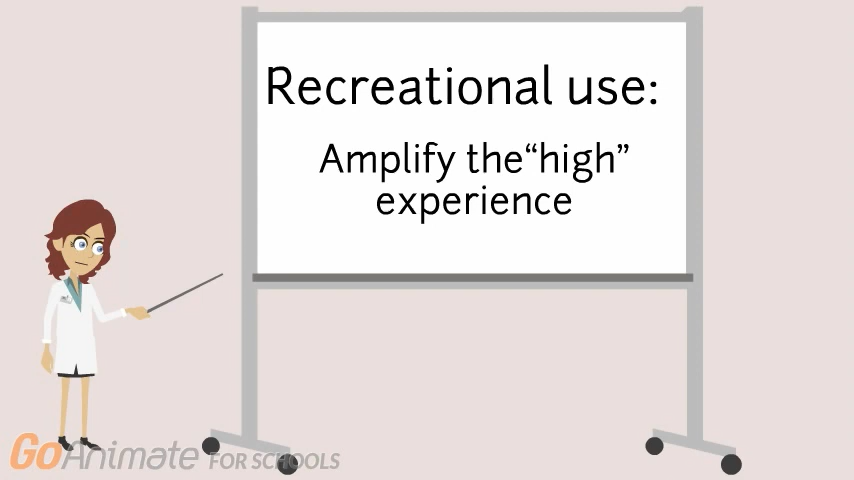 Recreational use:
Amplify the“high”
experience
GoAnimate FOR SCHOOLS